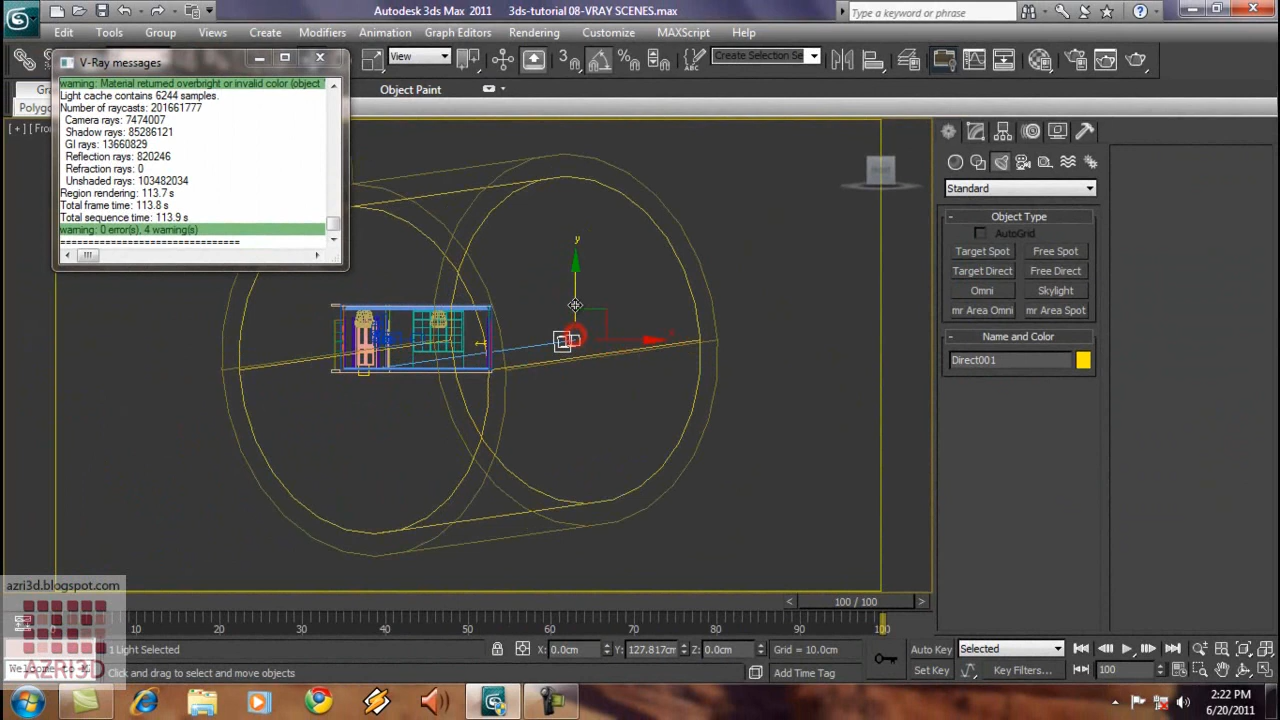 Autodesk 3ds Max 2011
3ds-tutorial 08-VRAY SCENES.max
Type a keyword or phrase
Edit
Tools
Group
Views
Create
Modifiers
Animation
Graph Editors
Rendering
Customize
MAXScript
Help
View
Create Selection Se
Object Paint
V-Ray messages
warning: Material returned overbright or invalid color (object
Light cache contains 6244 samples.
Number of raycasts: 201661777
Camera rays: 7474007
Shadow rays: 85286121
GI rays: 13660829
Reflection rays: 820246
Refraction rays: 0
Unshaded rays: 103482034
Region rendering: 113.7 s
Total frame time: 113.8 s
Total sequence time: 113.9 s
warning: 0 error(s), 4 warning(s)
==============================
y
x
Standard
Object Type
AutoGrid
Target Spot
Free Spot
Target Direct
Free Direct
Omni
Skylight
mr Area Omni
mr Area Spot
Name and Color
Direct001
azri3d.blogspot.com
AZRI3D
100 / 100
10 20 30 40 50 60 70 80 90 100
1 Light Selected
X: 0.0cm
Y: 127.817cm
Z: 0.0cm
Grid = 10.0cm
Auto Key
Selected
Welcome to M
Click and drag to select and move objects
Add Time Tag
Set Key
Key Filters...
100
2:22 PM
6/20/2011